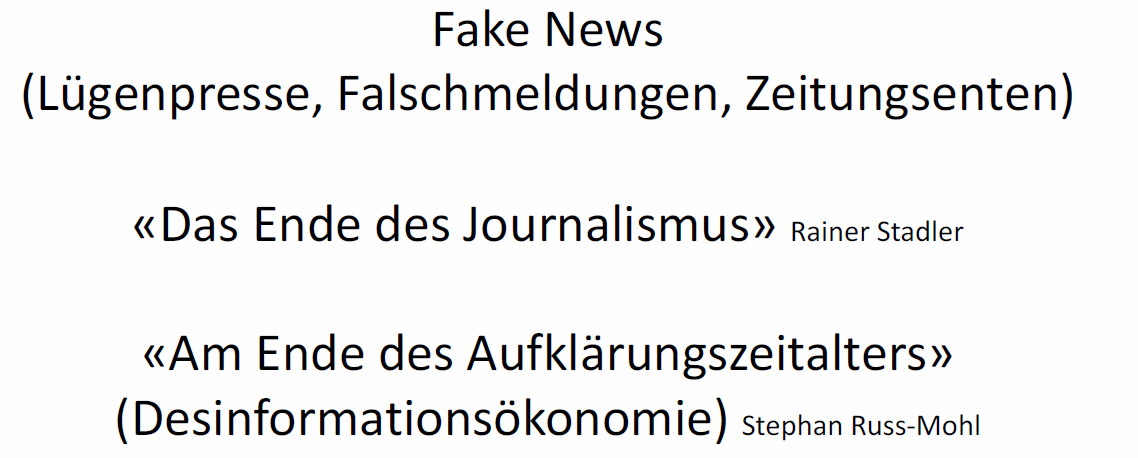 Fake News
(Lügenpresse, Falschmeldungen, Zeitungsenten)
«Das Ende des Journalismus» Rainer Stadler
«Am Ende des Aufklärungszeitalters»
(Desinformationsökonomie) Stephan Russ-Mohl